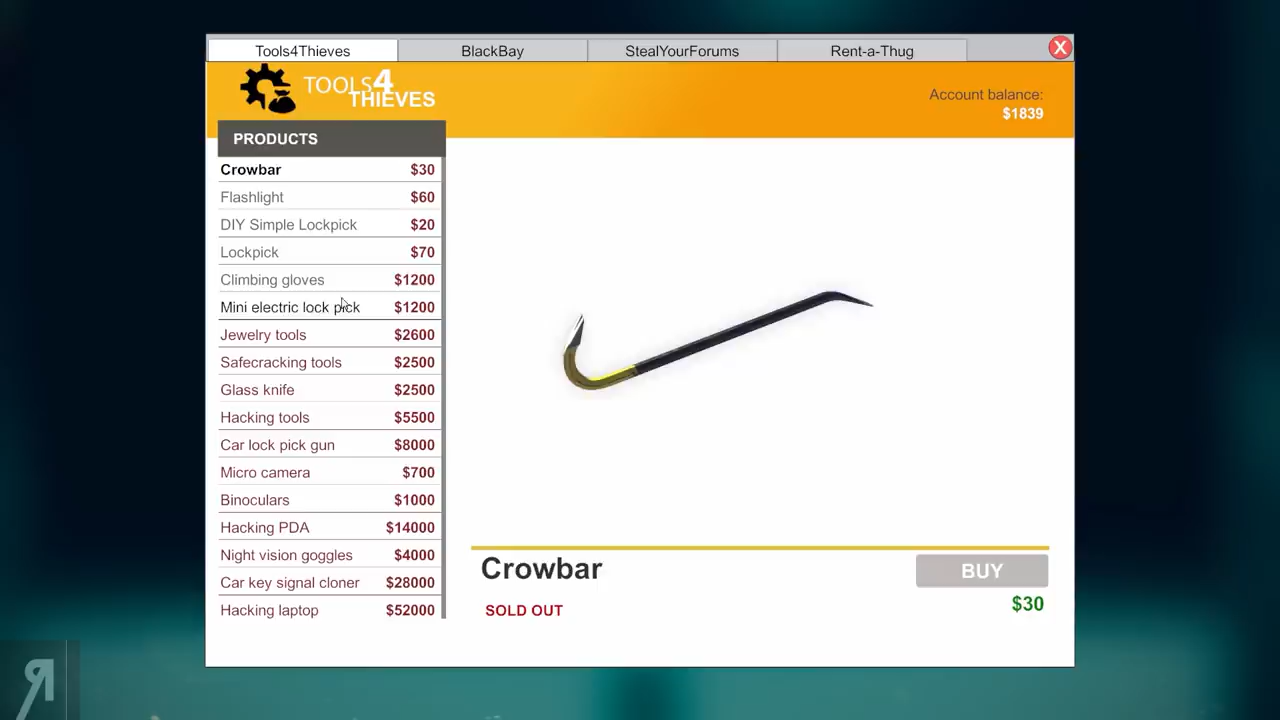 Tools4Thieves BlackBay StealYourForums Rent-a-Thug X
TOOLS4
THIEVES
Account balance:
$1839
PRODUCTS
Crowbar $30
Flashlight $60
DIY Simple Lockpick $20
Lockpick $70
Climbing gloves $1200
Mini electric lock pick $1200
Jewelry tools $2600
Safecracking tools $2500
Glass knife $2500
Hacking tools $5500
Car lock pick gun $8000
Micro camera $700
Binoculars $1000
Hacking PDA $14000
Night vision goggles $4000
Car key signal cloner $28000
Hacking laptop $52000
Crowbar BUY
SOLD OUT $30